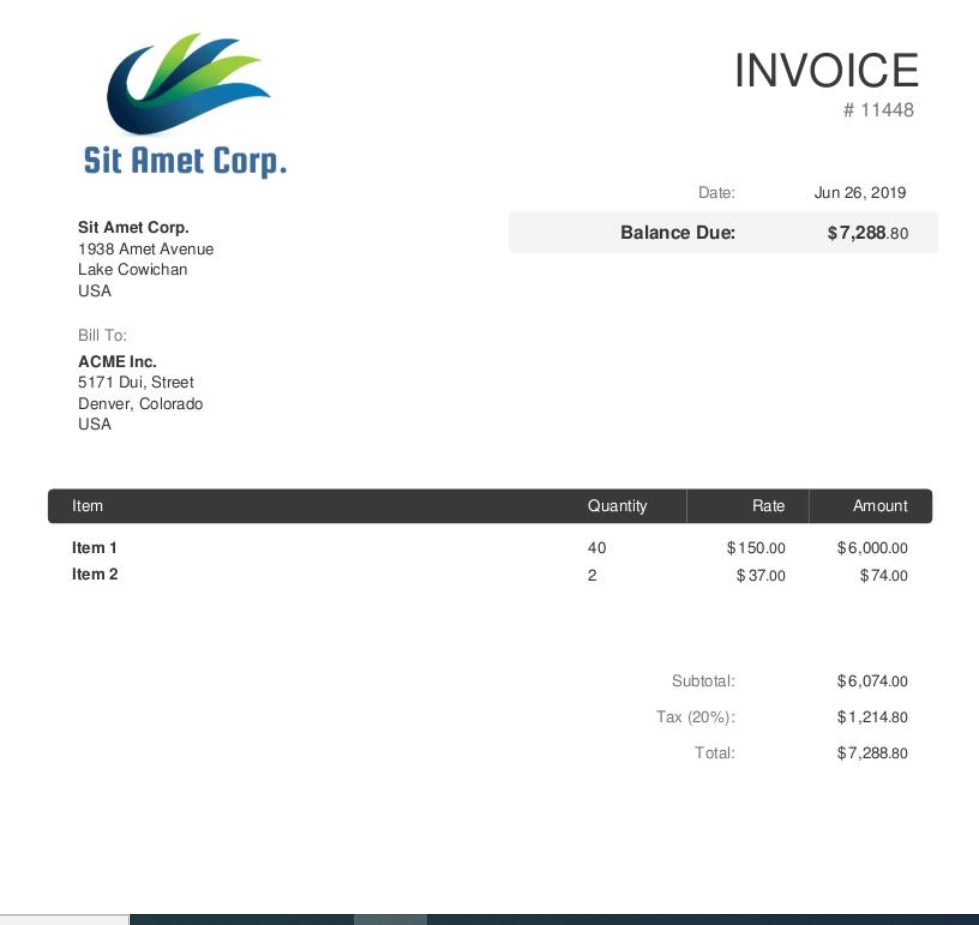 Sit Amet Corp.
INVOICE
# 11448
Date: Jun 26, 2019
Balance Due: $7,288.80
Sit Amet Corp.
1938 Amet Avenue
Lake Cowichan
USA
Bill To:
ACME Inc.
5171 Dui, Street
Denver, Colorado
USA
Item Quantity Rate Amount
Item 1 40 $150.00 $6,000.00
Item 2 2 $37.00 $74.00
Subtotal: $6,074.00
Tax (20%): $1,214.80
Total: $7,288.80